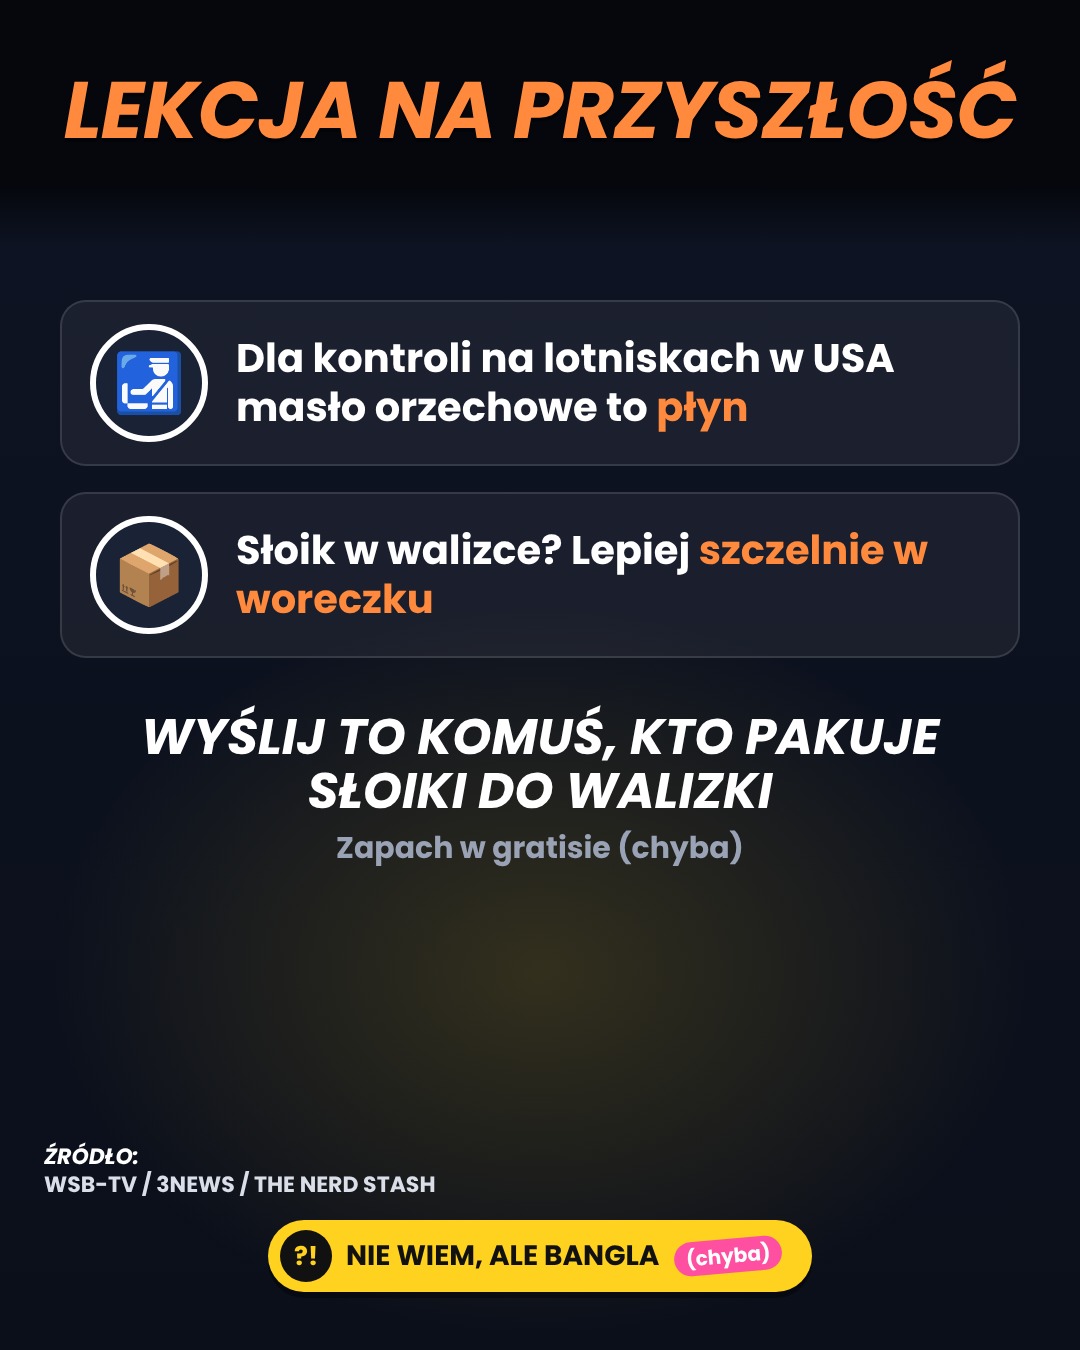 LEKCJA NA PRZYSZŁOŚĆ
Dla kontroli na lotniskach w USA
masło orzechowe to płyn
Słoik w walizce? Lepiej szczelnie w
woreczku
WYŚLIJ TO KOMUŚ, KTO PAKUJE
SŁOIKI DO WALIZKI
Zapach w gratisie (chyba)
ŹRÓDŁO:
WSB-TV / 3NEWS / THE NERD STASH
?! NIE WIEM, ALE BANGLA (chyba)